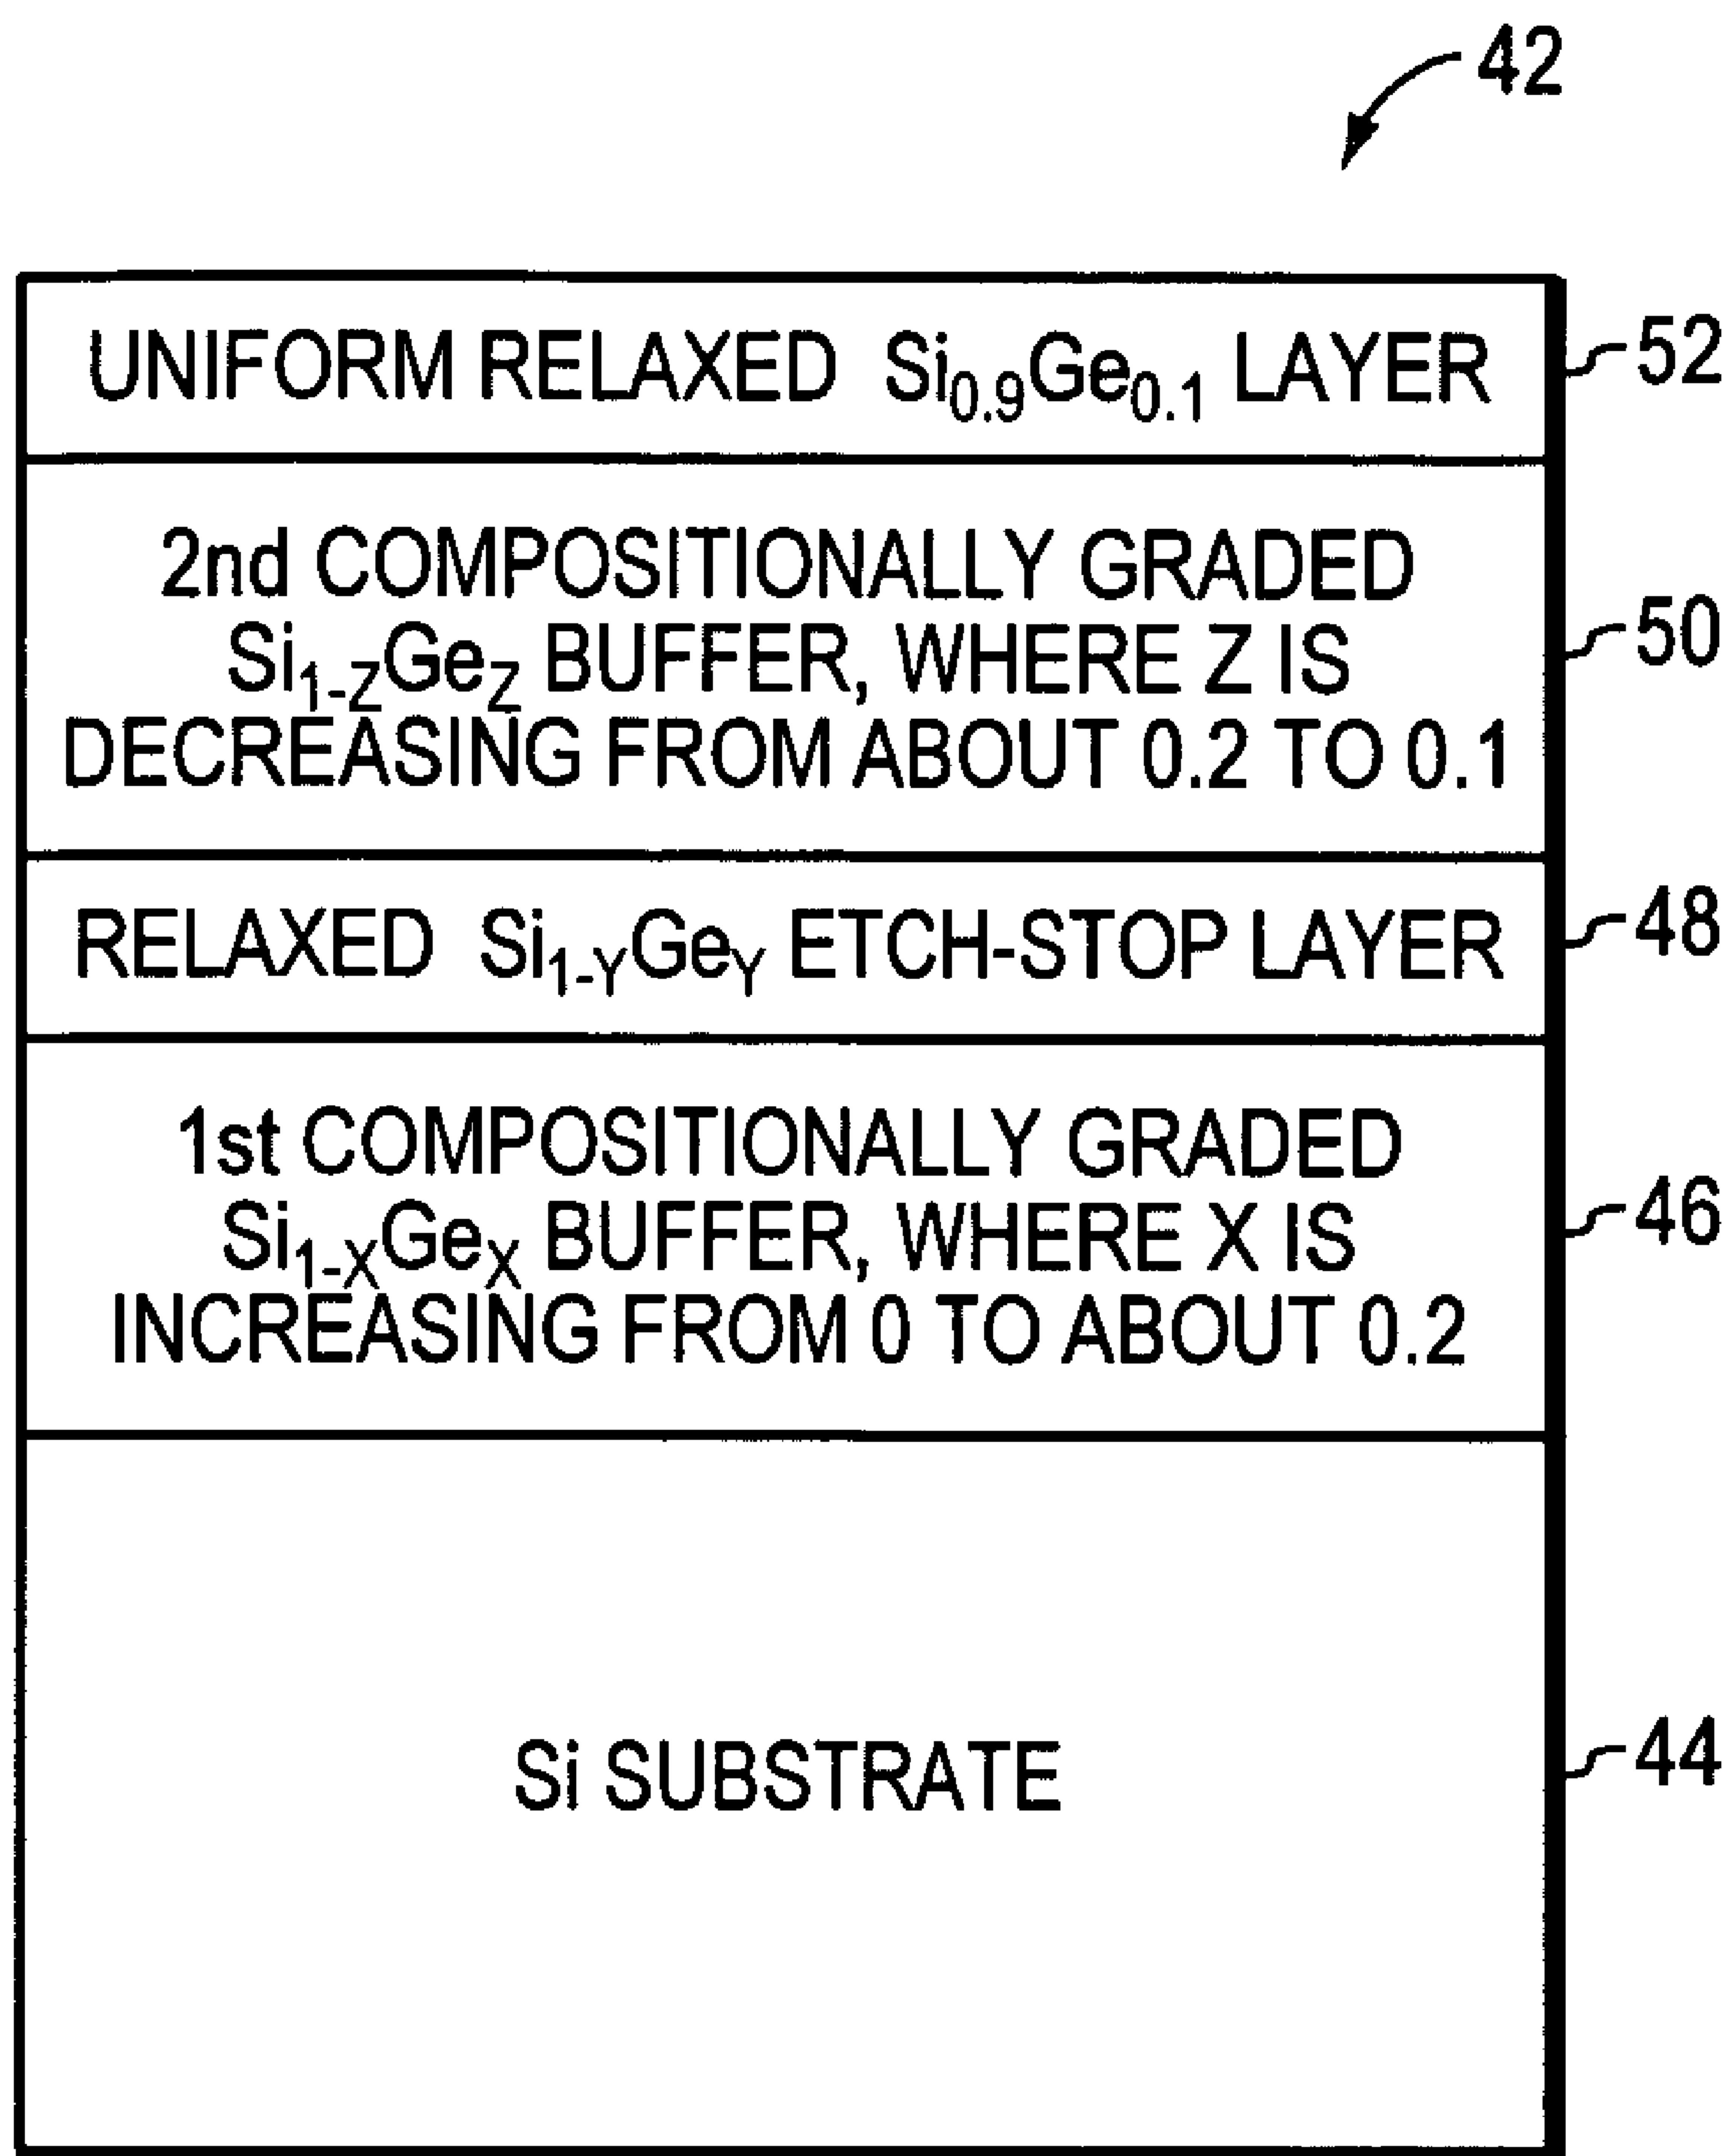 42
UNIFORM RELAXED Si0.9Ge0.1 LAYER
52
2nd COMPOSITIONALLY GRADED
Si1-ZGeZ BUFFER, WHERE Z IS
DECREASING FROM ABOUT 0.2 TO 0.1
50
RELAXED Si1-YGeY ETCH-STOP LAYER
48
1st COMPOSITIONALLY GRADED
Si1-XGeX BUFFER, WHERE X IS
INCREASING FROM 0 TO ABOUT 0.2
46
Si SUBSTRATE
44